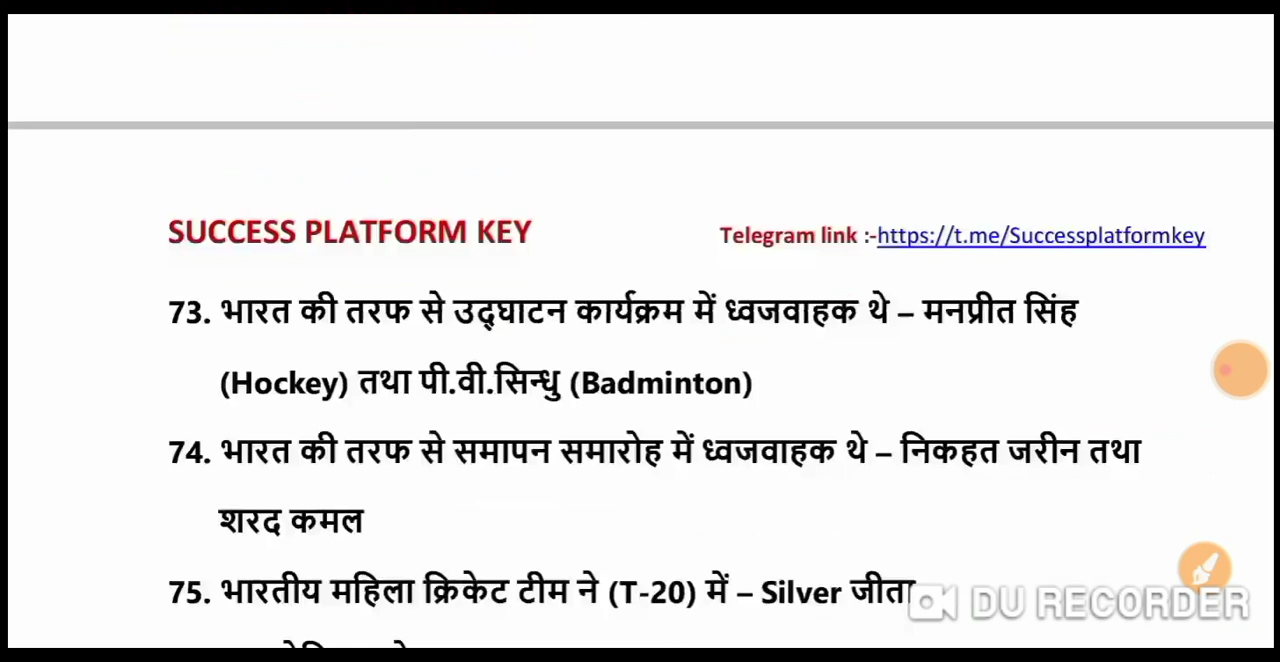 SUCCESS PLATFORM KEY Telegram link :-https://t.me/Successplatformkey
73. भारत की तरफ से उद्घाटन कार्यक्रम में ध्वजवाहक थे – मनप्रीत सिंह
(Hockey) तथा पी.वी.सिन्धु (Badminton)
74. भारत की तरफ से समापन समारोह में ध्वजवाहक थे – निकहत जरीन तथा
शरद कमल
75. भारतीय महिला क्रिकेट टीम ने (T-20) में – Silver जीता
DU RECORDER